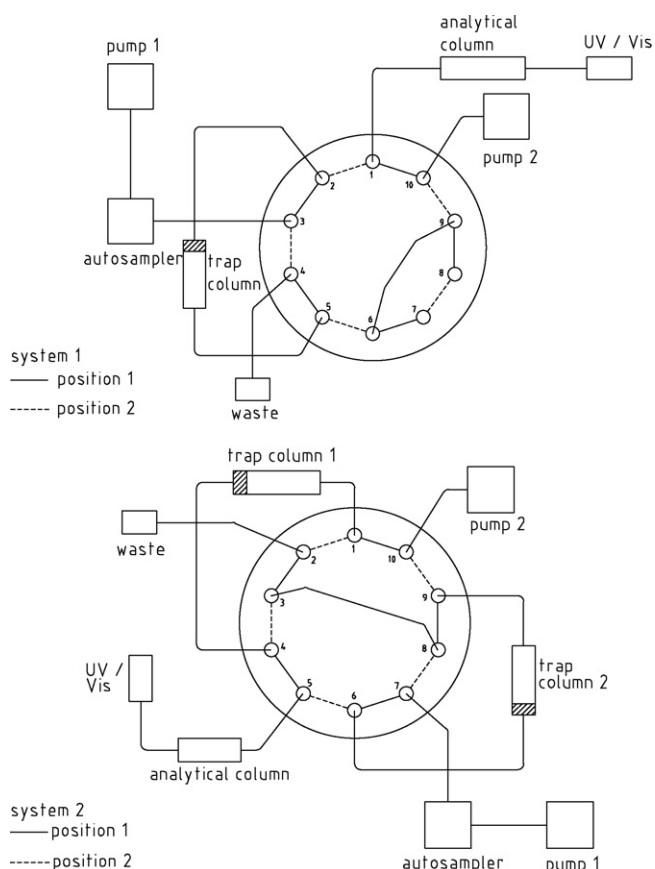 analytical
column
UV / Vis
pump 1
pump 2
1
2
10
3
9
autosampler
trap
column
4
8
5
7
6
system 1
position 1
position 2
waste
trap column 1
pump 2
waste
1
2
10
3
9
4
8
UV /
Vis
trap
column 2
5
7
6
analytical column
system 2
position 1
position 2
autosampler
pump 1